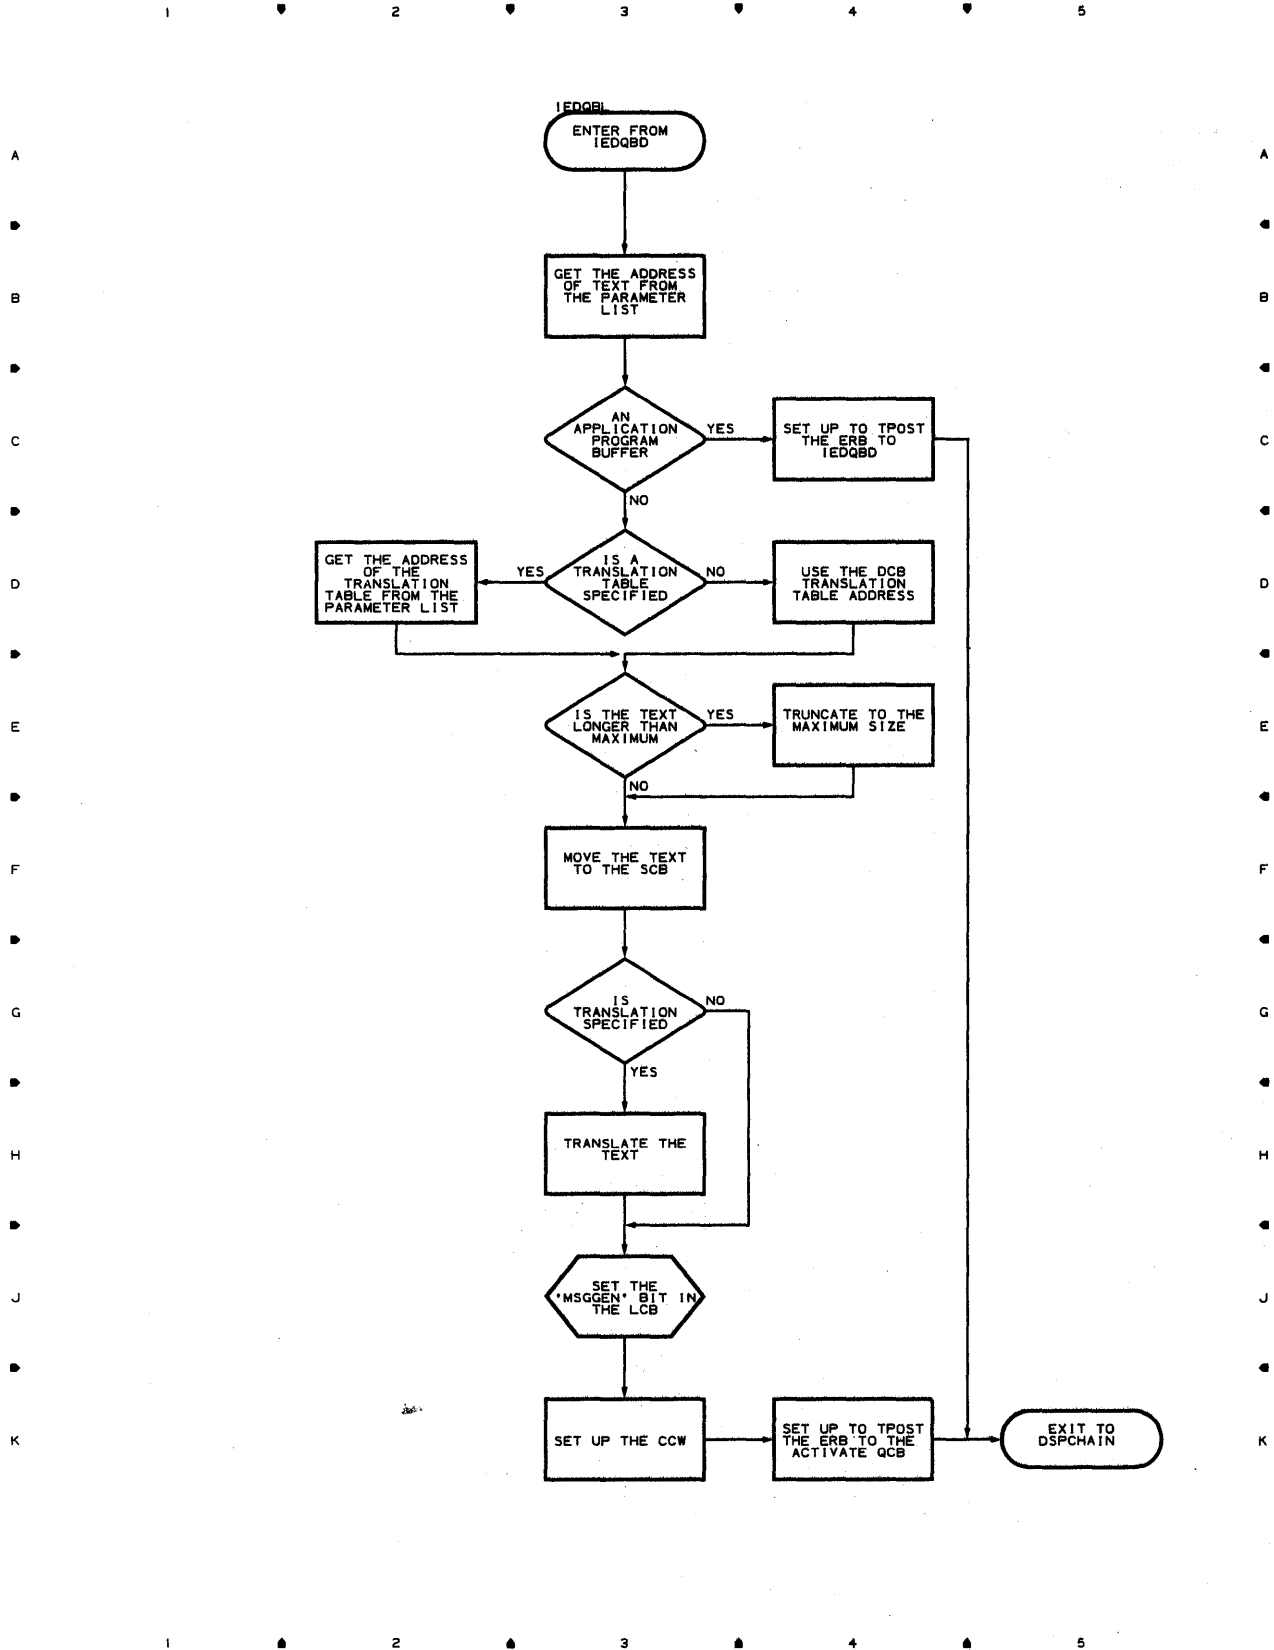 1 2 3 4 5
IEDQBL
ENTER FROM
IEDQBD
A A
GET THE ADDRESS
OF TEXT FROM
THE PARAMETER
LIST
B B
AN
APPLICATION
PROGRAM
BUFFER
YES
SET UP TO TPOST
THE ERB TO
IEDQBD
C C
NO
GET THE ADDRESS
OF THE
TRANSLATION
TABLE FROM THE
PARAMETER LIST
YES
IS A
TRANSLATION
TABLE
SPECIFIED
NO
USE THE DCB
TRANSLATION
TABLE ADDRESS
D D
IS THE TEXT
LONGER THAN
MAXIMUM
YES
TRUNCATE TO THE
MAXIMUM SIZE
E E
NO
MOVE THE TEXT
TO THE SCB
F F
IS
TRANSLATION
SPECIFIED
NO
G G
YES
TRANSLATE THE
TEXT
H H
SET THE
'MSGGEN' BIT IN
THE LCB
J J
SET UP THE CCW
SET UP TO TPOST
THE ERB TO THE
ACTIVATE QCB
EXIT TO
DSPCHAIN
K K
1 2 3 4 5